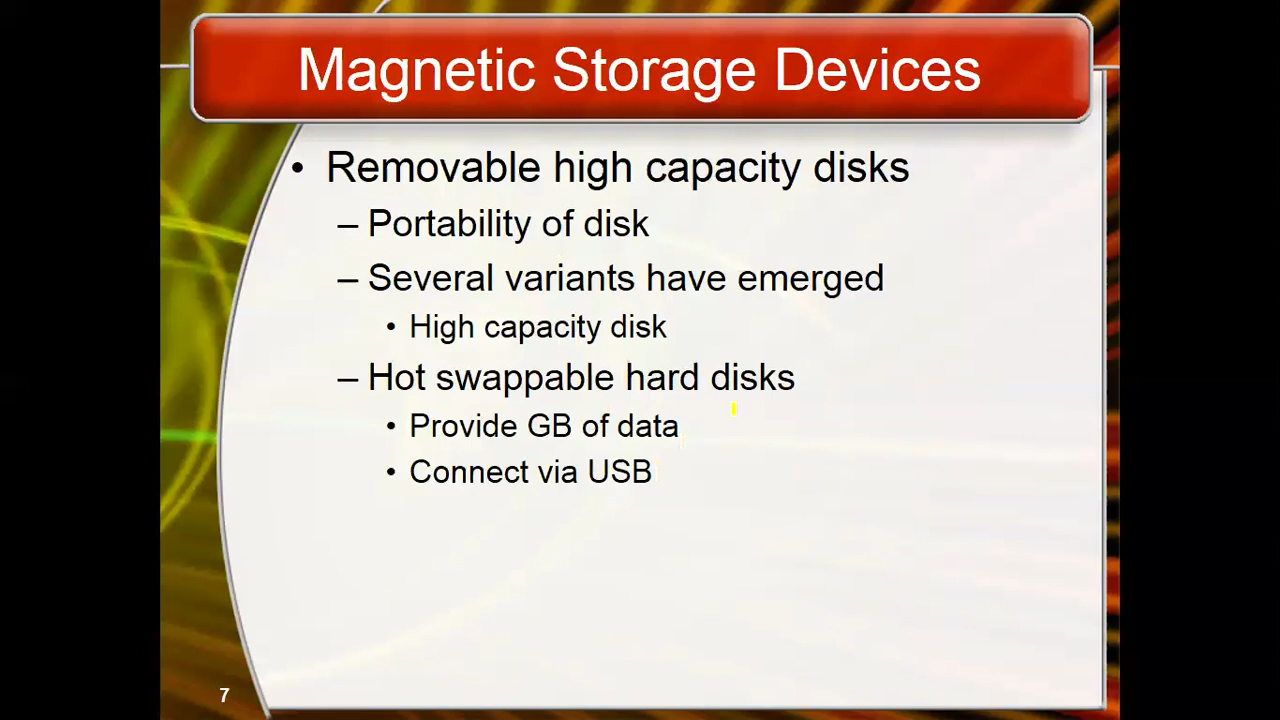 Magnetic Storage Devices
• Removable high capacity disks
– Portability of disk
– Several variants have emerged
• High capacity disk
– Hot swappable hard disks
• Provide GB of data
• Connect via USB
7